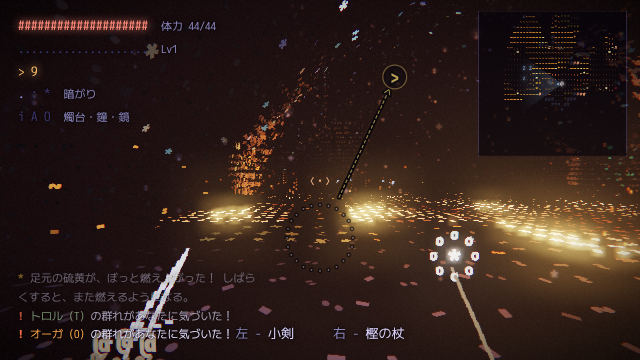 #################### 体力 44/44
.................... Lv1
> 9
. : * 暗がり
i A O 燭台・鐘・鏡
>
* 足元の硫黄が、ぼっと燃え上がった！ しばら
くすると、また燃えるようになる。
! トロル (T) の群れがあなたに気づいた！
! オーガ (O) の群れがあなたに気づいた！ 左 - 小剣 右 - 樫の杖